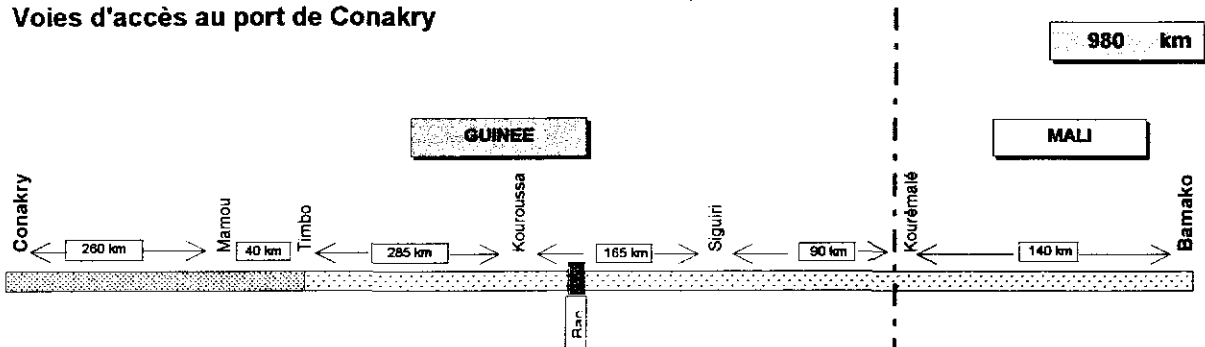 Voies d'accès au port de Conakry
980 km
GUINEE
MALI
Conakry
Mamou
Timbo
Kouroussa
Siguiri
Kourémalé
Bamako
260 km
40 km
285 km
165 km
90 km
140 km